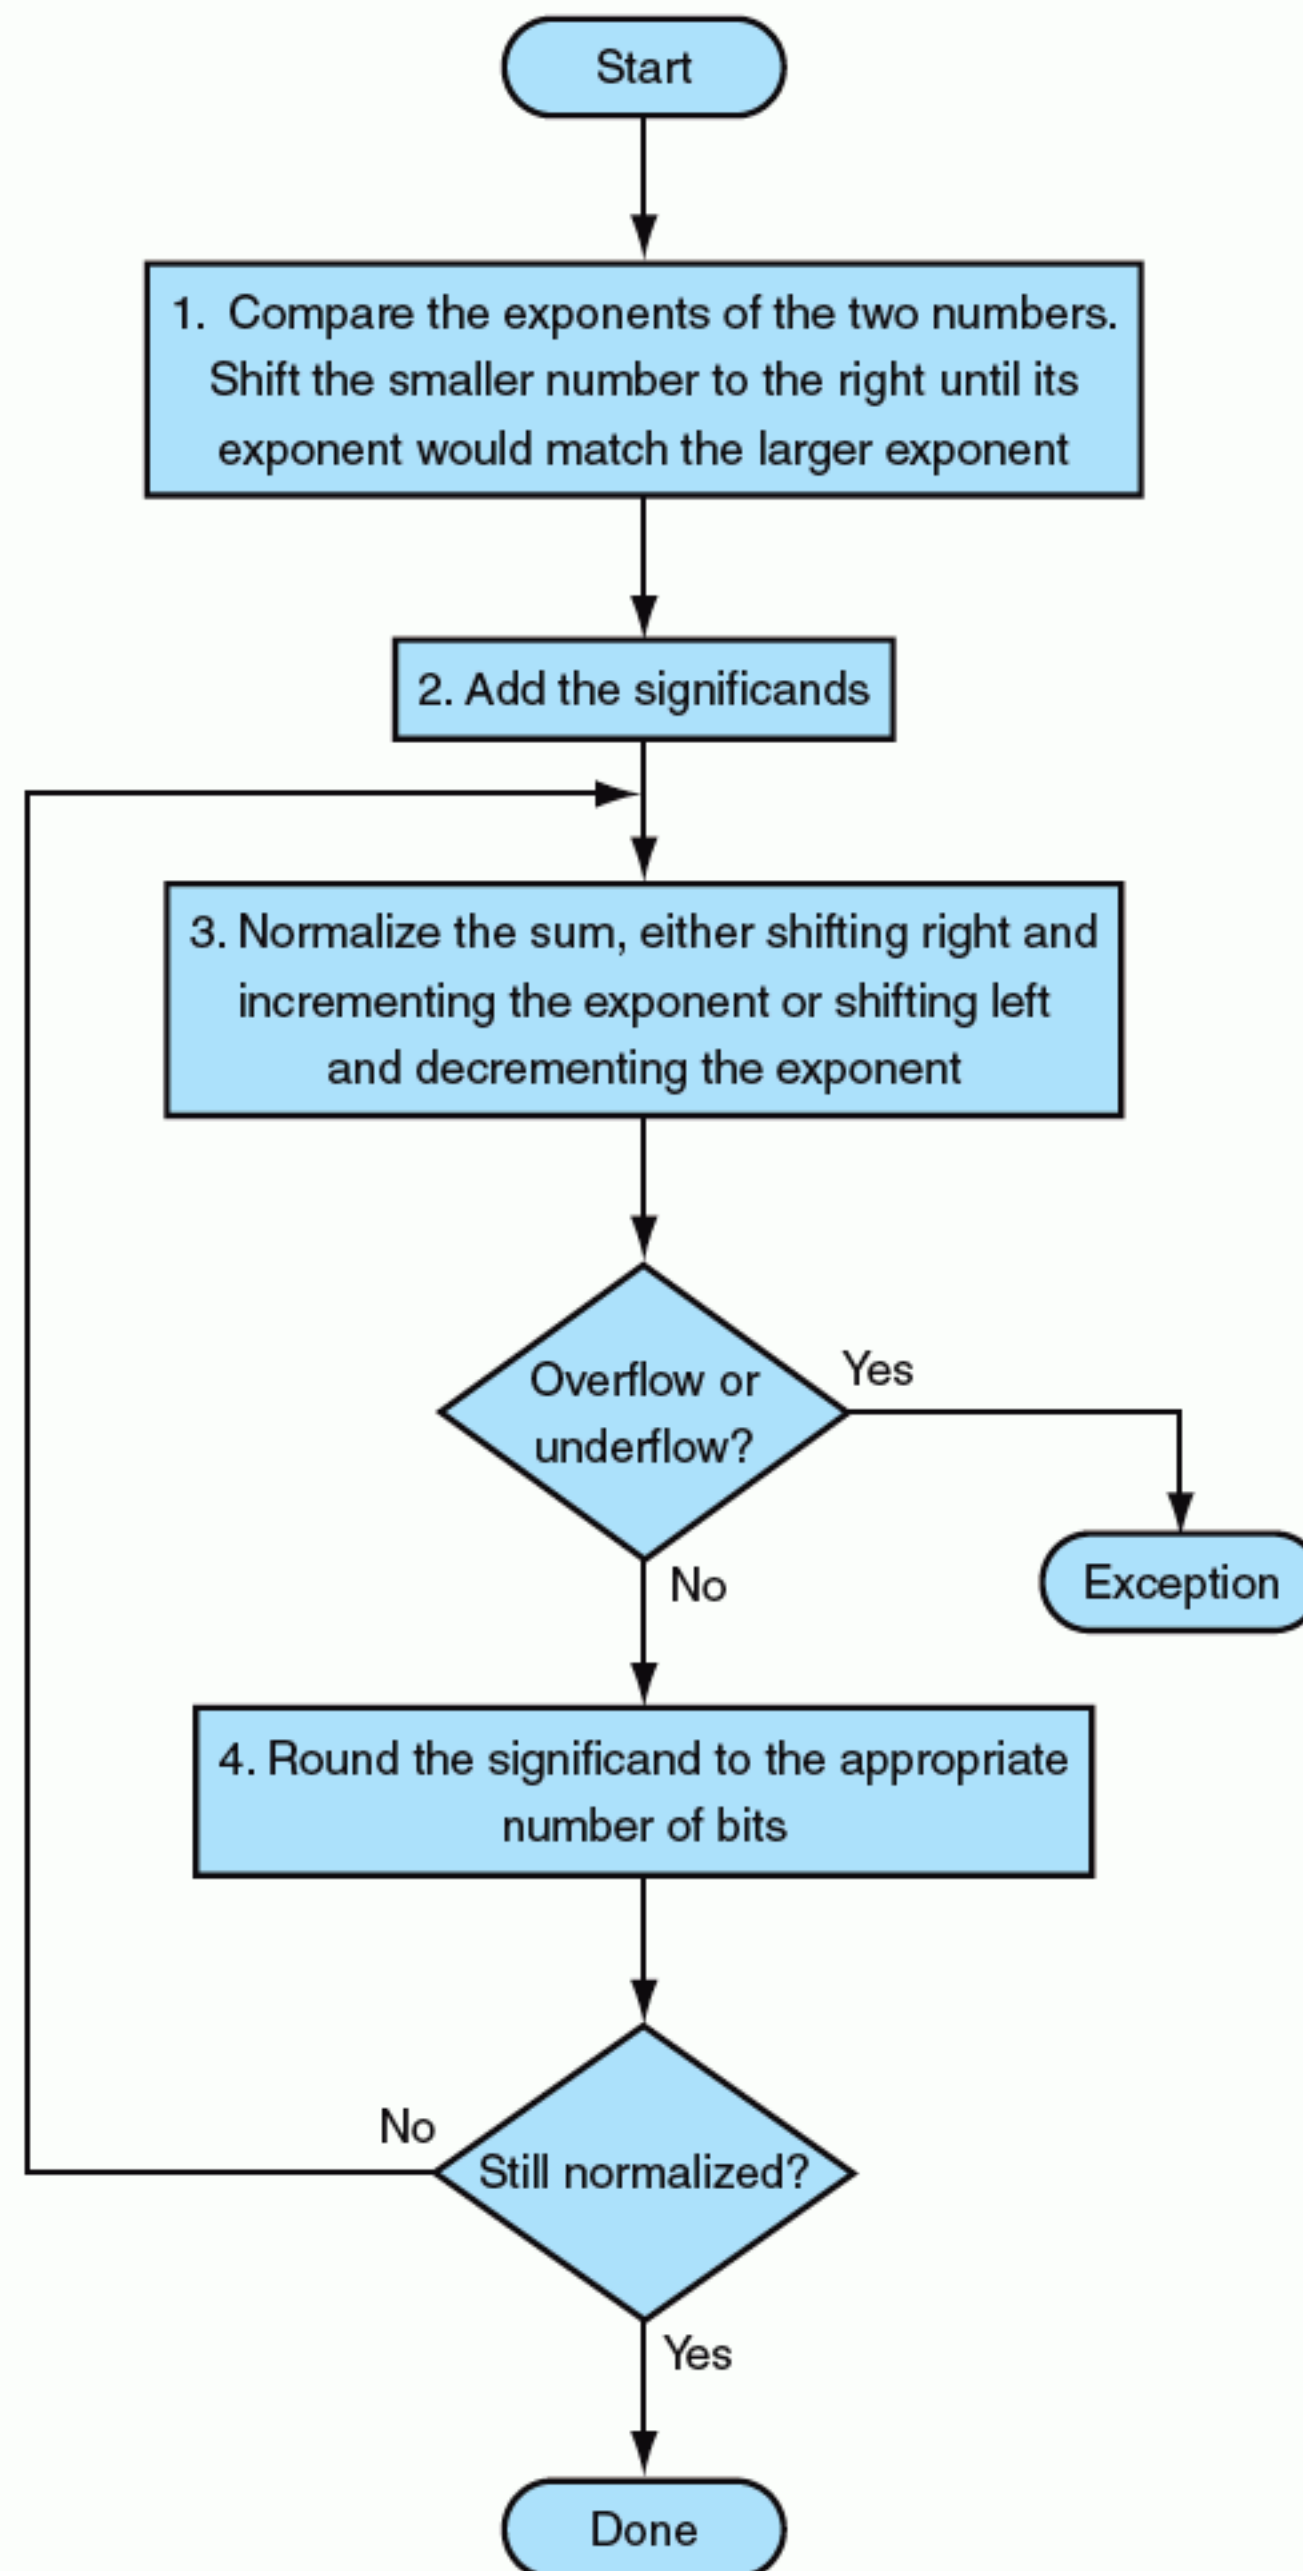 Start
1. Compare the exponents of the two numbers.
Shift the smaller number to the right until its
exponent would match the larger exponent
2. Add the significands
3. Normalize the sum, either shifting right and
incrementing the exponent or shifting left
and decrementing the exponent
Overflow or
underflow?
Yes
Exception
No
4. Round the significand to the appropriate
number of bits
No
Still normalized?
Yes
Done